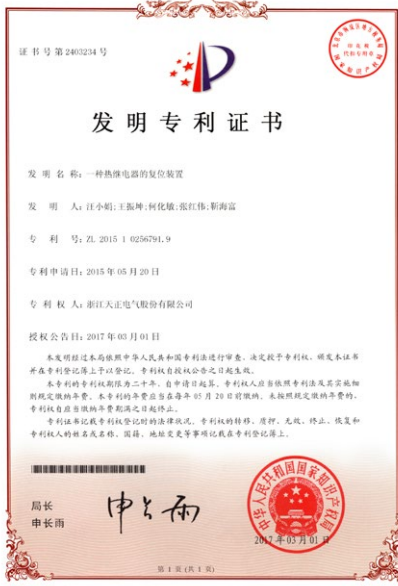 证书号第2403234号
发明专利证书
发明名称：一种热继电器的复位装置
发明人：汪小娟;王振坤;何化敏;张红伟;靳海富
专利号：ZL 2015 1 0256791.9
专利申请日：2015年05月20日
专利权人：浙江天正电气股份有限公司
授权公告日：2017年03月01日
本发明经过本局依照中华人民共和国专利法进行审查，决定授予专利权，颁发本证书
并在专利登记簿上予以登记。专利权自授权公告之日起生效。
本专利的专利权期限为二十年，自申请日起算。专利权人应当依照专利法及其实施细
则规定缴纳年费。本专利的年费应当在每年05月20日前缴纳。未按照规定缴纳年费的，
专利权自应当缴纳年费期满之日起终止。
专利证书记载专利权登记时的法律状况。专利权的转移、质押、无效、终止、恢复和
专利权人的姓名或名称、国籍、地址变更等事项记载在专利登记簿上。
局长
申长雨
申长雨
中华人民共和国国家知识产权局
2017年03月01日
第1页(共1页)